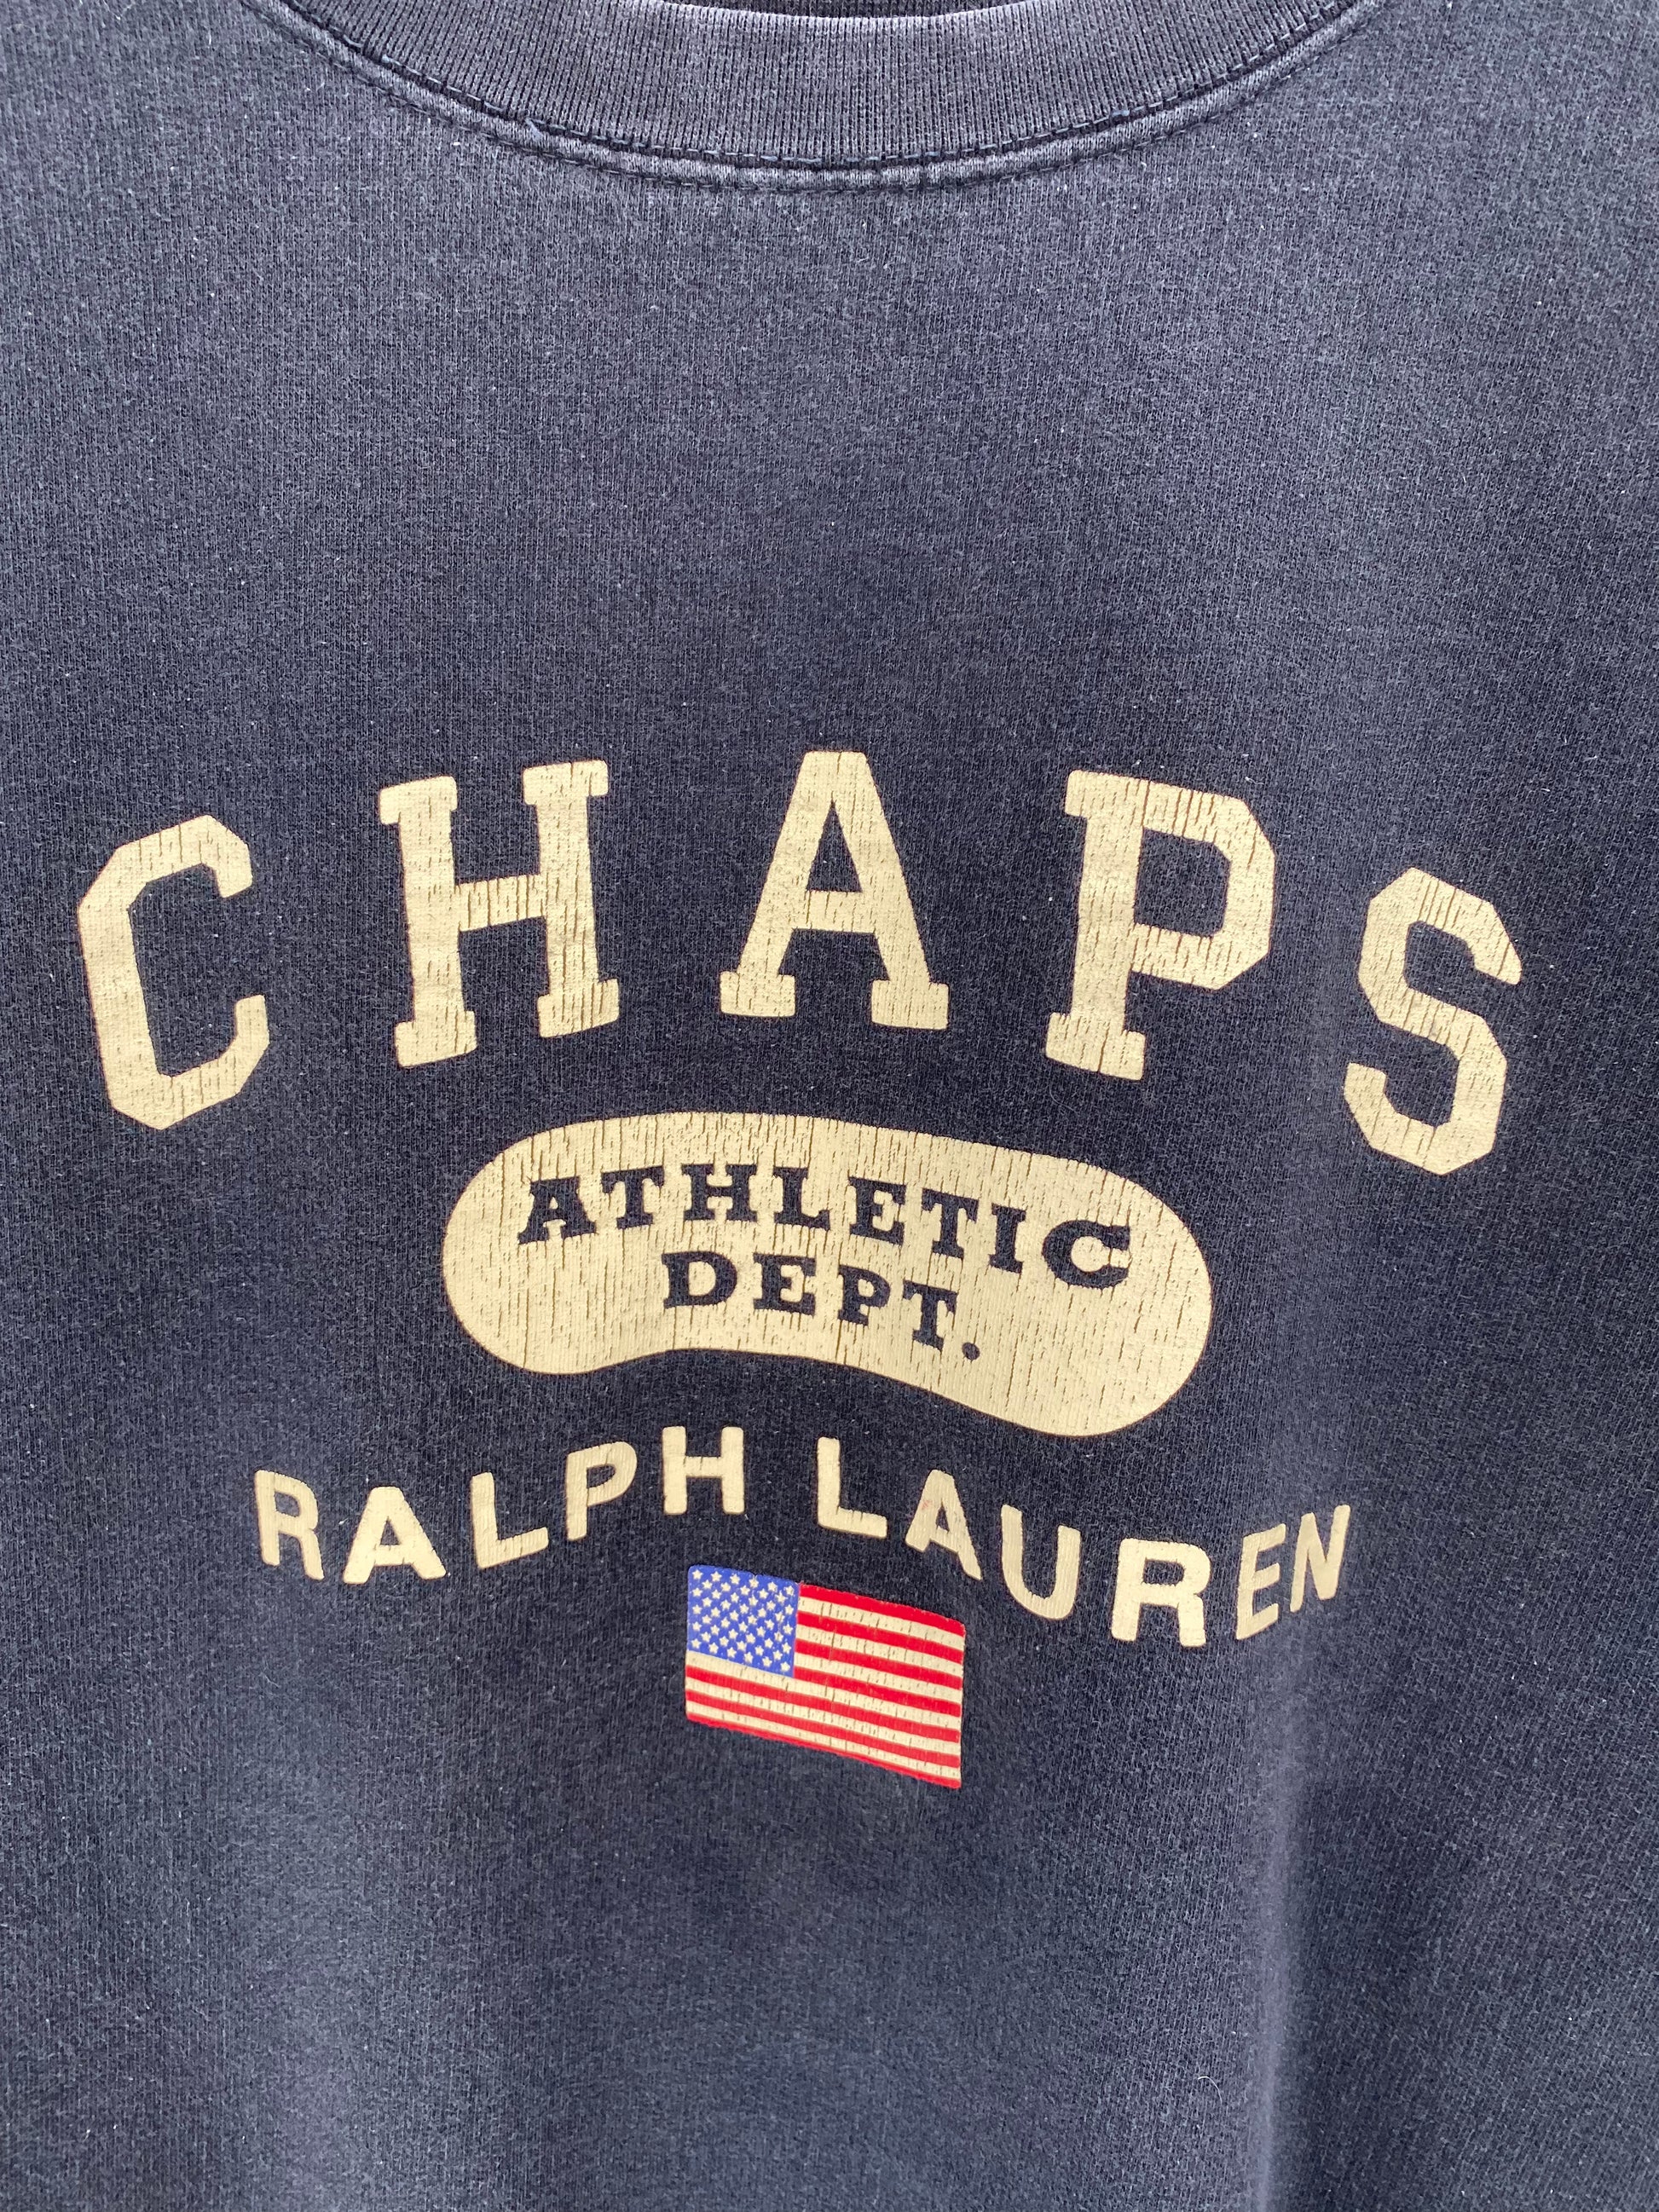 CHAPS
ATHLETIC
DEPT.
RALPH LAUREN